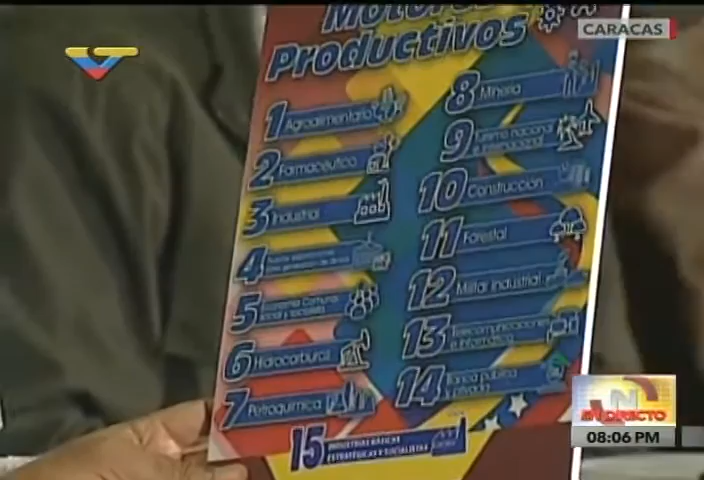 CARACAS
Motores
Productivos
1 Agroalimentario
2 Farmacéutico
3 Industrial
4
5 Economía Comunal
social y socialista
6 Hidrocarburos
7 Petroquímica
8 Minería
9 Turismo nacional
e internacional
10 Construcción
11 Forestal
12 Militar Industrial
13 Telecomunicaciones
e informática
14 Banca pública
y privada
15 INDUSTRIAS BÁSICAS
ESTRATÉGICAS Y SOCIALISTAS
EN DIRECTO
08:06 PM